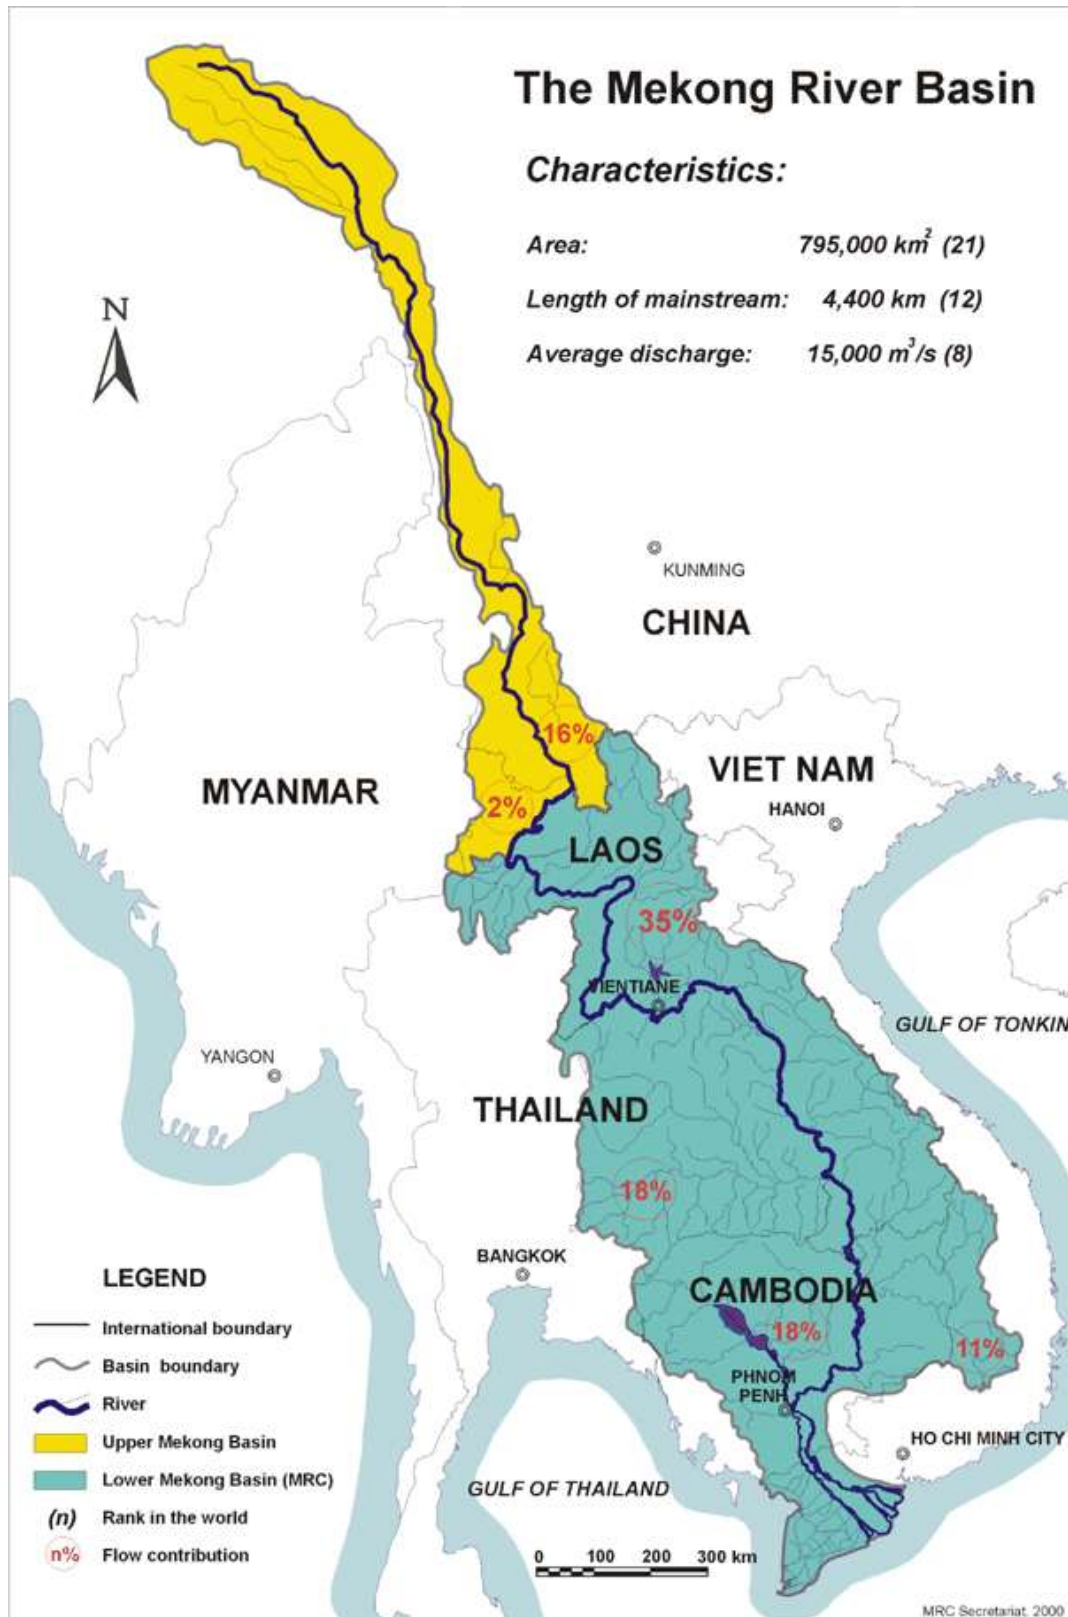 The Mekong River Basin
Characteristics:
Area: 795,000 km² (21)
Length of mainstream: 4,400 km (12)
Average discharge: 15,000 m³/s (8)
N
KUNMING
CHINA
16%
VIET NAM
MYANMAR
2%
HANOI
LAOS
35%
VIENTIANE
GULF OF TONKIN
YANGON
THAILAND
18%
BANGKOK
CAMBODIA
18%
11%
PHNOM
PENH
HO CHI MINH CITY
GULF OF THAILAND
LEGEND
International boundary
Basin boundary
River
Upper Mekong Basin
Lower Mekong Basin (MRC)
(n) Rank in the world
n% Flow contribution
0 100 200 300 km
MRC Secretariat, 2000